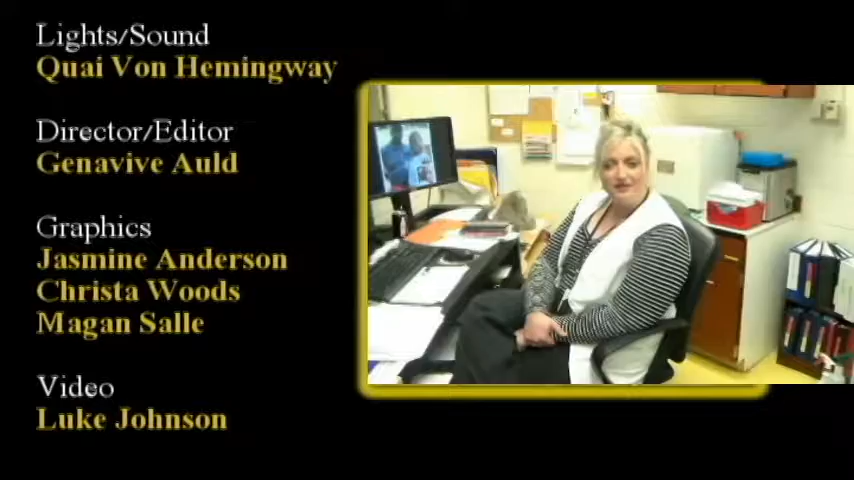 Lights/Sound
Quai Von Hemingway
Director/Editor
Genavive Auld
Graphics
Jasmine Anderson
Christa Woods
Magan Salle
Video
Luke Johnson